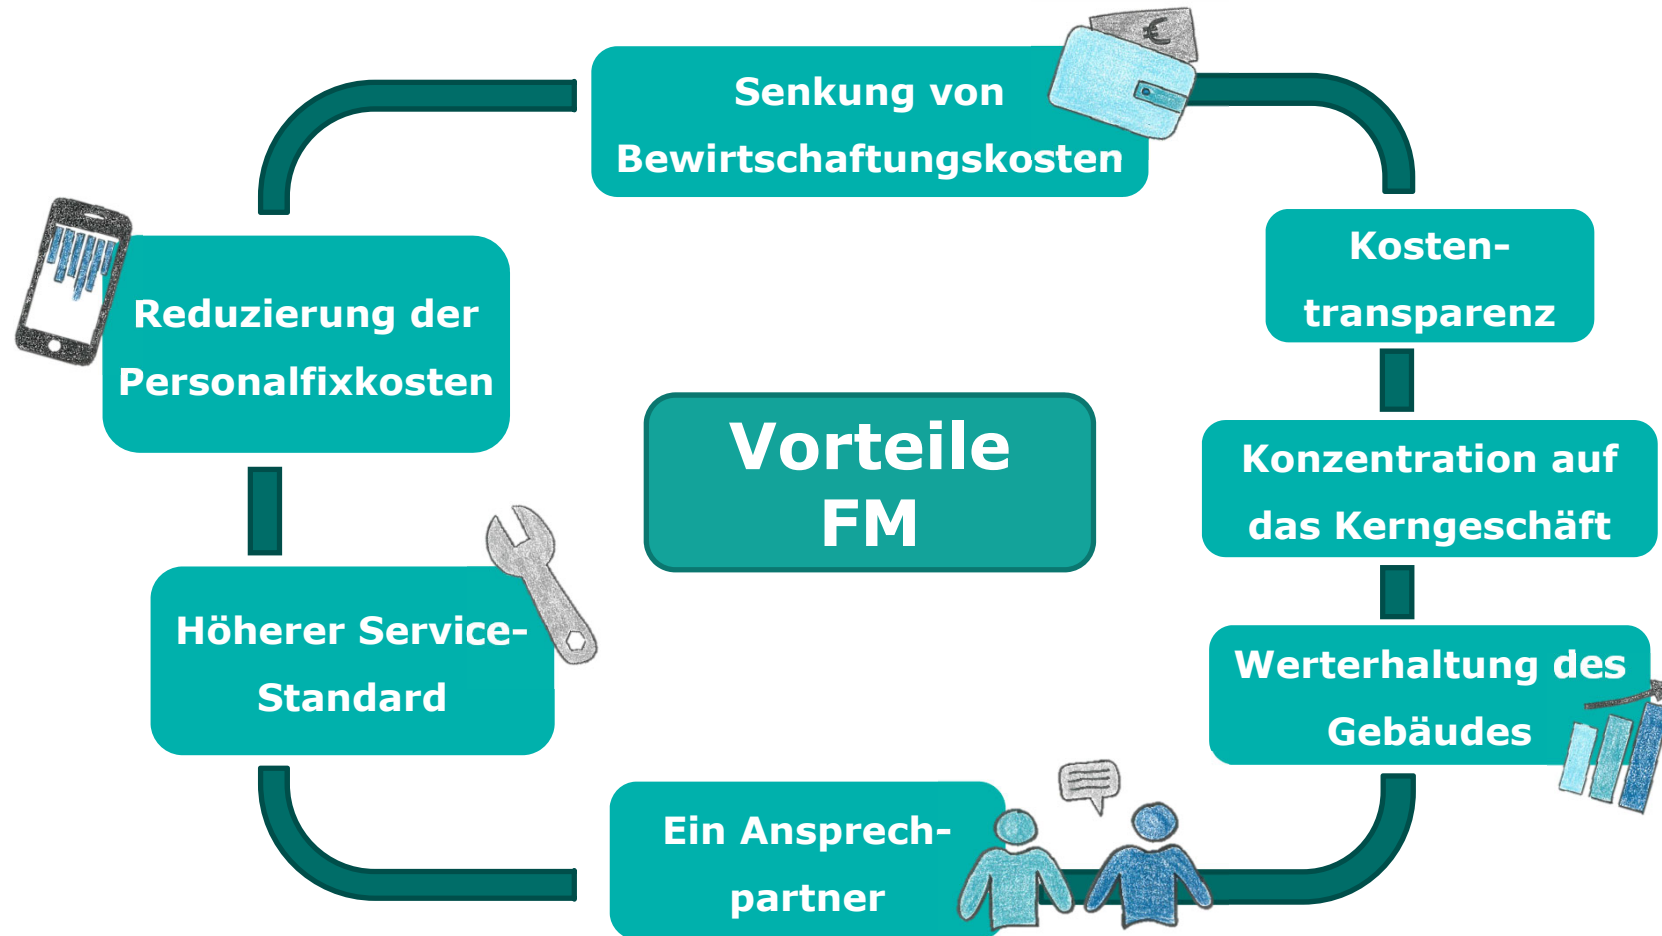 Senkung von
Bewirtschaftungskosten
Kosten-
transparenz
Konzentration auf
das Kerngeschäft
Werterhaltung des
Gebäudes
Ein Ansprech-
partner
Höherer Service-
Standard
Reduzierung der
Personalfixkosten
Vorteile
FM
€